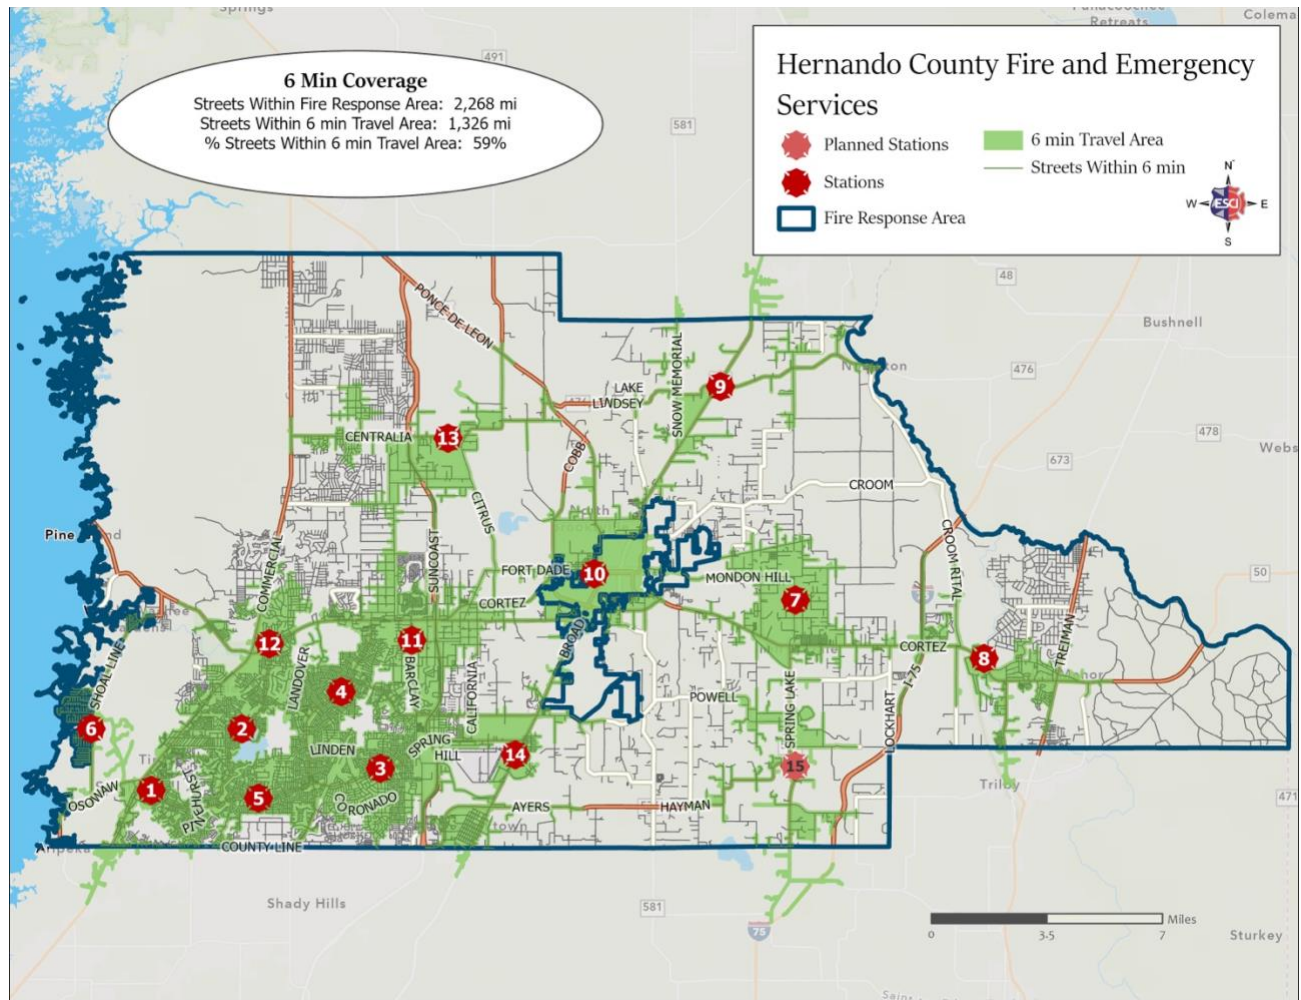 Springs
Panacoochee
Retreats
Colema
491
6 Min Coverage
Streets Within Fire Response Area: 2,268 mi
Streets Within 6 min Travel Area: 1,326 mi
% Streets Within 6 min Travel Area: 59%
581
Hernando County Fire and Emergency
Services
Planned Stations
Stations
Fire Response Area
6 min Travel Area
Streets Within 6 min
N
W
ESCI
E
S
48
Bushnell
PONCE DE LEON
476
SNOW MEMORIAL
9
LAKE
LINDSEY
CENTRALIA
13
COBB
478
Webs
673
CROOM
CITRUS
North
Pine
COMMERCIAL
SUNCOAST
FORT DADE
10
MONDON HILL
CROOM RITAL
50
CORTEZ
7
BROAD
12
11
CORTEZ
8
TREIMAN
SHOAL LINE
LANDOVER
4
BARCLAY
CALIFORNIA
POWELL
SPRING LAKE
I-75
6
2
LINDEN
SPRING
HILL
14
3
15
OSOWAW
1
5
CORONADO
AYERS
HAYMAN
Trilby
471
COUNTY LINE
Shady Hills
581
75
Miles
0
3.5
7
Sturkey